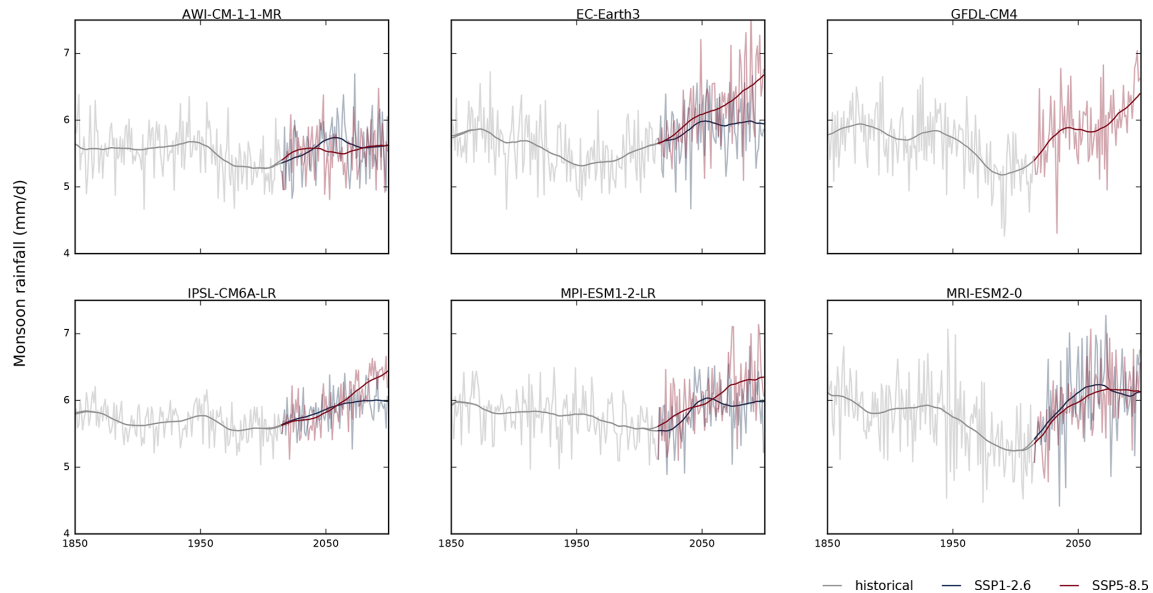 AWI-CM-1-1-MR EC-Earth3 GFDL-CM4
7
6
5
4
IPSL-CM6A-LR MPI-ESM1-2-LR MRI-ESM2-0
7
6
5
4
1850 1950 2050 1850 1950 2050 1850 1950 2050
Monsoon rainfall (mm/d)
historical SSP1-2.6 SSP5-8.5